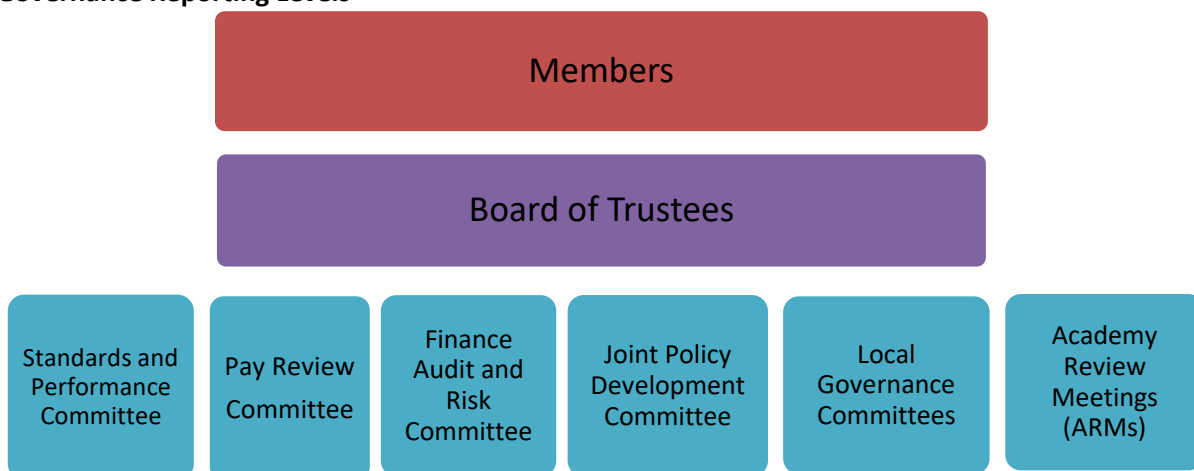 Governance Reporting Levels
Members
Board of Trustees
Standards and
Performance
Committee
Pay Review
Committee
Finance
Audit and
Risk
Committee
Joint Policy
Development
Committee
Local
Governance
Committees
Academy
Review
Meetings
(ARMs)